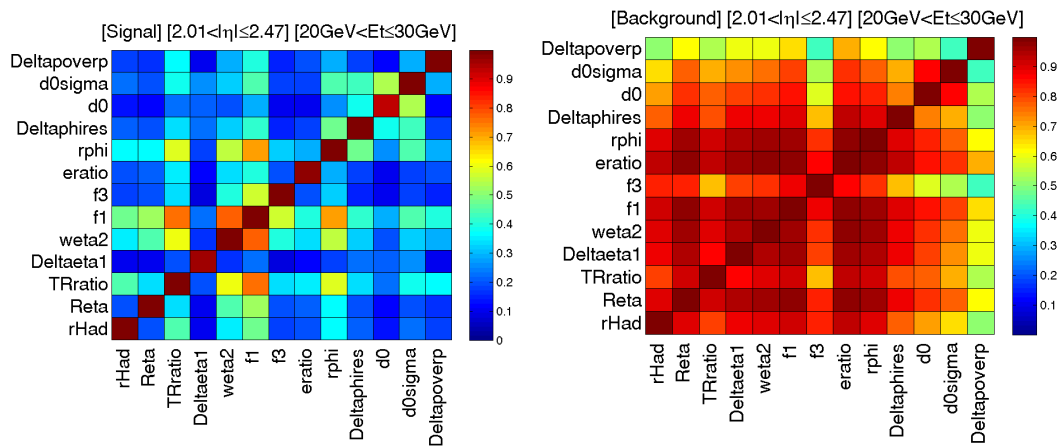 [Signal] [2.01<|η|≤2.47] [20GeV<Et≤30GeV]
Deltapoverp
d0sigma
d0
Deltaphires
rphi
eratio
f3
f1
weta2
Deltaeta1
TRratio
Reta
rHad
rHad Reta TRratio Deltaeta1 weta2 f1 f3 eratio rphi Deltaphires d0 d0sigma Deltapoverp
0.9
0.8
0.7
0.6
0.5
0.4
0.3
0.2
0.1
0
[Background] [2.01<|η|≤2.47] [20GeV<Et≤30GeV]
Deltapoverp
d0sigma
d0
Deltaphires
rphi
eratio
f3
f1
weta2
Deltaeta1
TRratio
Reta
rHad
rHad Reta TRratio Deltaeta1 weta2 f1 f3 eratio rphi Deltaphires d0 d0sigma Deltapoverp
0.9
0.8
0.7
0.6
0.5
0.4
0.3
0.2
0.1